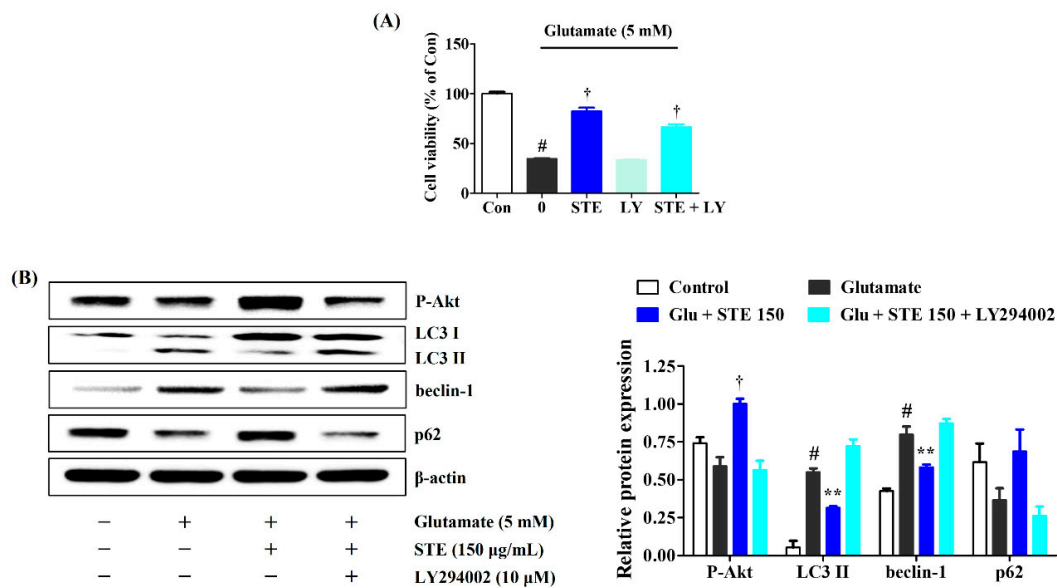 (A)
Glutamate (5 mM)
Cell viability (% of Con)
150
100
50
0
#
†
†
Con 0 STE LY STE + LY
(B)
P-Akt
LC3 I
LC3 II
beclin-1
p62
β-actin
– + + + Glutamate (5 mM)
– – + + STE (150 µg/mL)
– – – + LY294002 (10 µM)
Control Glutamate
Glu + STE 150 Glu + STE 150 + LY294002
Relative protein expression
1.25
1.00
0.75
0.50
0.25
0.00
†
#
**
#
**
P-Akt LC3 II beclin-1 p62